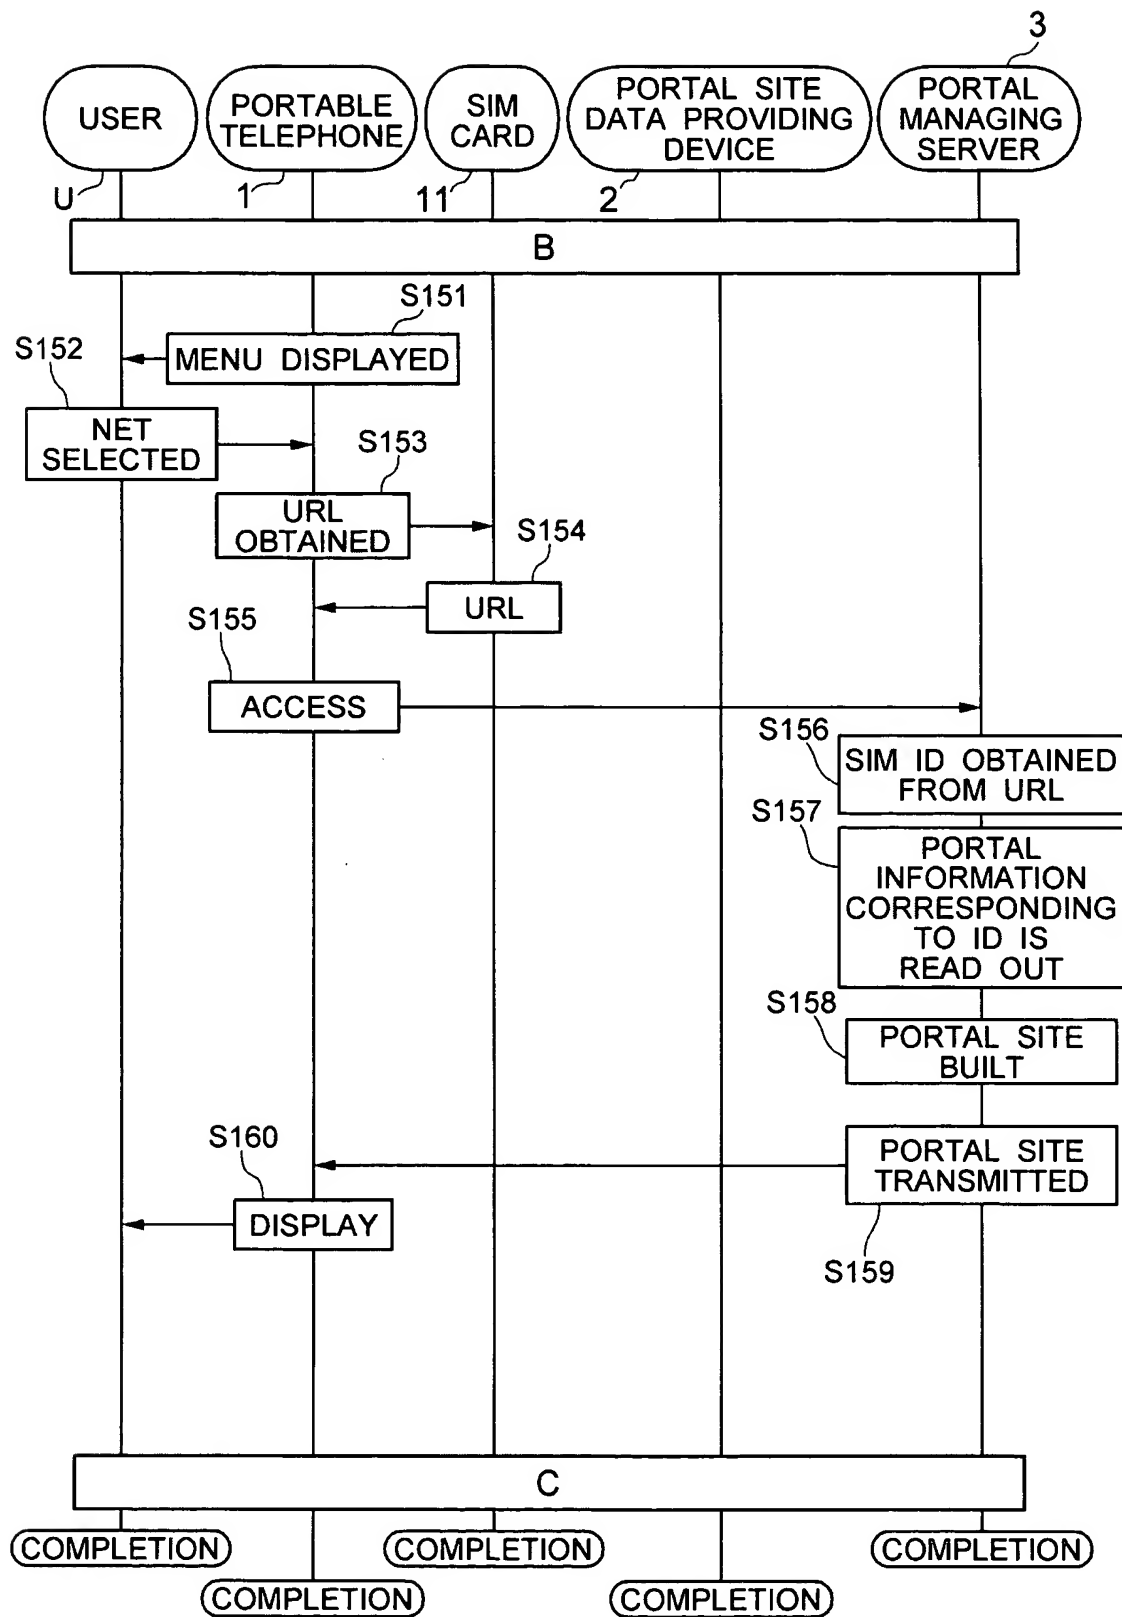 3
USER
PORTABLE
TELEPHONE
SIM
CARD
PORTAL SITE
DATA PROVIDING
DEVICE
PORTAL
MANAGING
SERVER
U
1
11
2
B
S151
MENU DISPLAYED
S152
NET
SELECTED
S153
URL
OBTAINED
S154
URL
S155
ACCESS
S156
SIM ID OBTAINED
FROM URL
S157
PORTAL
INFORMATION
CORRESPONDING
TO ID IS
READ OUT
S158
PORTAL SITE
BUILT
PORTAL SITE
TRANSMITTED
S159
S160
DISPLAY
C
COMPLETION
COMPLETION
COMPLETION
COMPLETION
COMPLETION